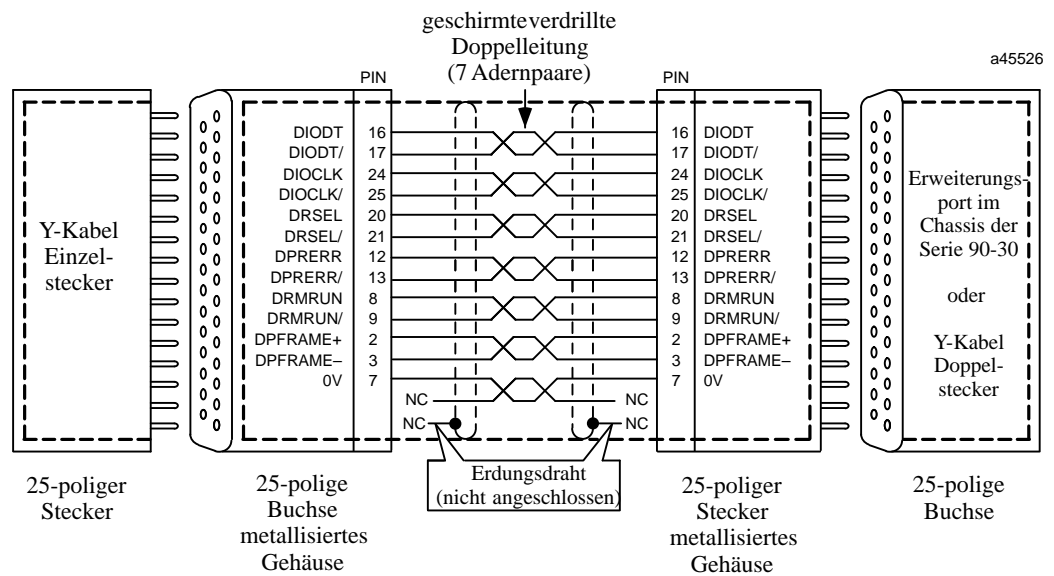 geschirmteverdrillte
Doppelleitung
(7 Adernpaare)
a45526
PIN
PIN
Y-Kabel
Einzel-
stecker
DIODT 16
DIODT/ 17
DIOCLK 24
DIOCLK/ 25
DRSEL 20
DRSEL/ 21
DPRERR 12
DPRERR/ 13
DRMRUN 8
DRMRUN/ 9
DPFRAME+ 2
DPFRAME– 3
0V 7
NC
NC
16 DIODT
17 DIODT/
24 DIOCLK
25 DIOCLK/
20 DRSEL
21 DRSEL/
12 DPRERR
13 DPRERR/
8 DRMRUN
9 DRMRUN/
2 DPFRAME+
3 DPFRAME–
7 0V
NC
NC
Erweiterungs-
port im
Chassis der
Serie 90-30
oder
Y-Kabel
Doppel-
stecker
Erdungsdraht
(nicht angeschlossen)
25-poliger
Stecker
25-polige
Buchse
metallisiertes
Gehäuse
25-poliger
Stecker
metallisiertes
Gehäuse
25-polige
Buchse